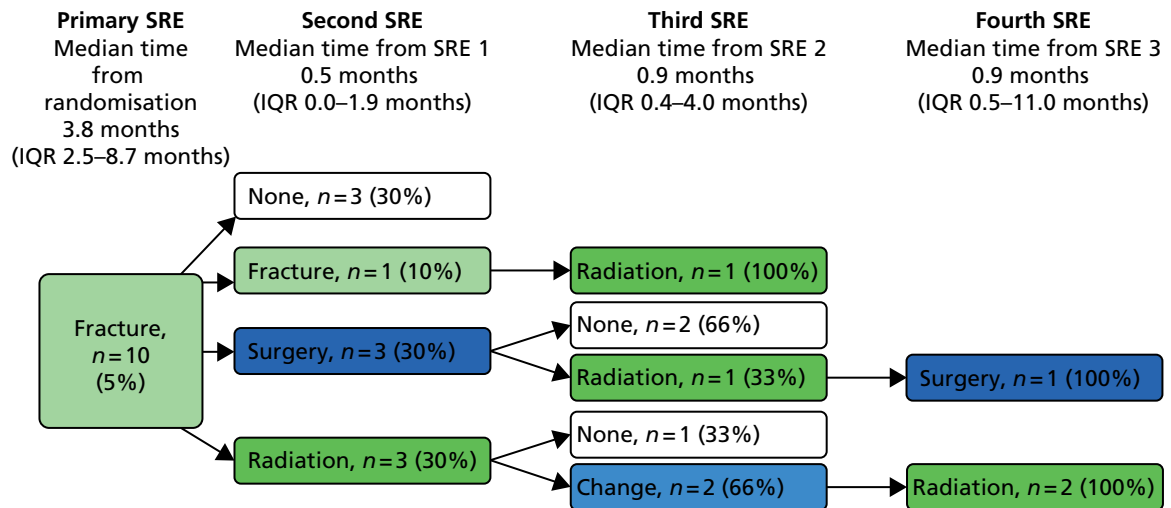 Primary SRE
Median time
from
randomisation
3.8 months
(IQR 2.5–8.7 months)
Second SRE
Median time from SRE 1
0.5 months
(IQR 0.0–1.9 months)
Third SRE
Median time from SRE 2
0.9 months
(IQR 0.4–4.0 months)
Fourth SRE
Median time from SRE 3
0.9 months
(IQR 0.5–11.0 months)
Fracture,
n=10
(5%)
None, n=3 (30%)
Fracture, n=1 (10%)
Radiation, n=1 (100%)
Surgery, n=3 (30%)
None, n=2 (66%)
Radiation, n=1 (33%)
Surgery, n=1 (100%)
Radiation, n=3 (30%)
None, n=1 (33%)
Change, n=2 (66%)
Radiation, n=2 (100%)